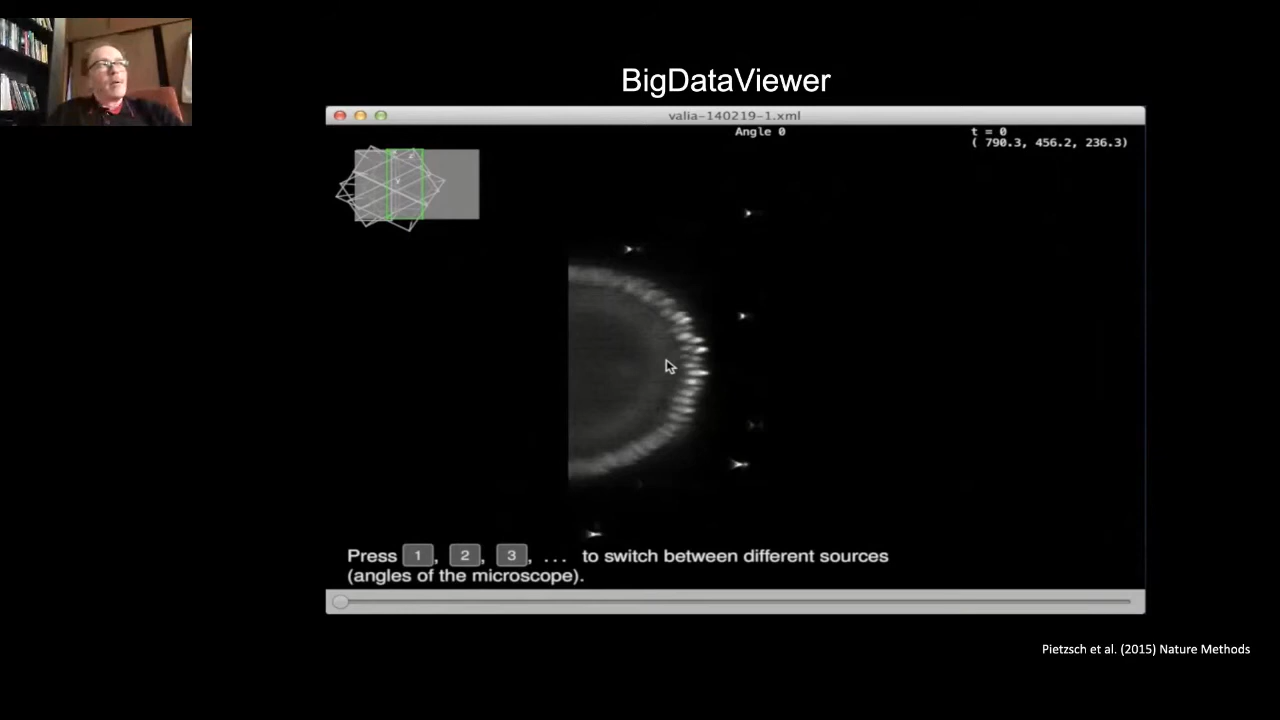 BigDataViewer
valia-140219-1.xml
Angle 0
t = 0
( 790.3, 456.2, 236.3)
Press 1, 2, 3, ... to switch between different sources
(angles of the microscope).
Pietzsch et al. (2015) Nature Methods